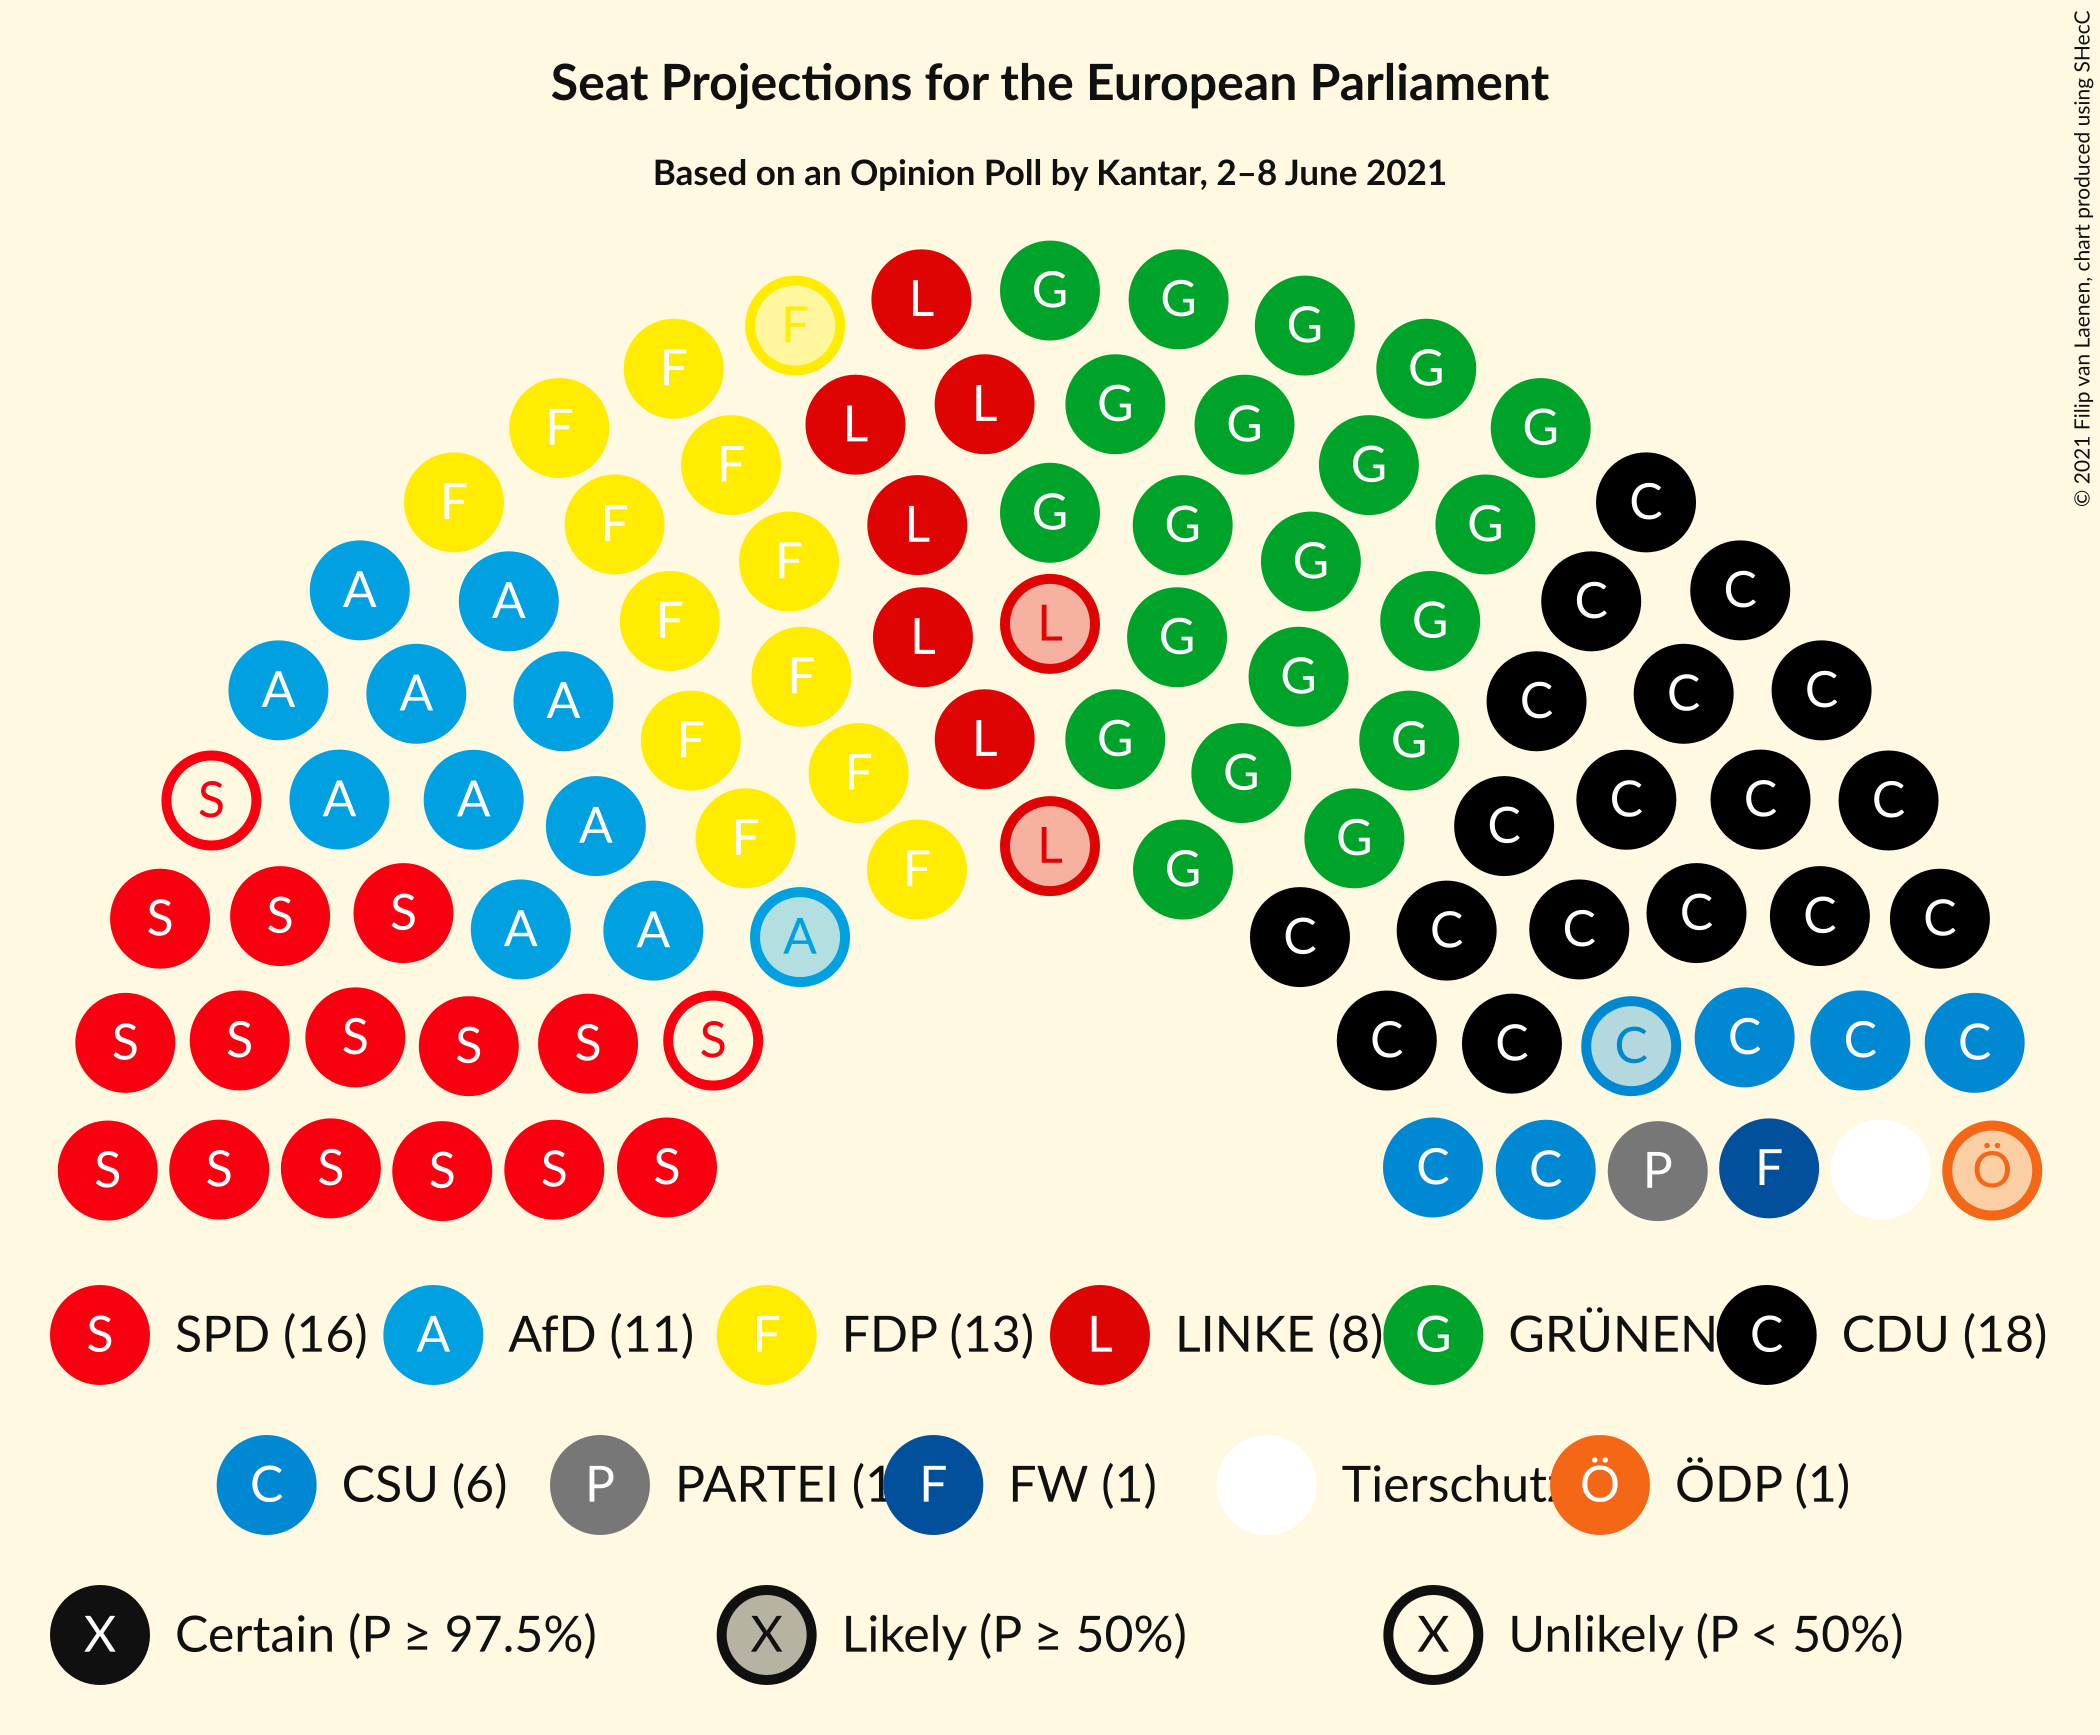 Seat Projections for the European Parliament
Based on an Opinion Poll by Kantar, 2–8 June 2021
© 2021 Filip van Laenen, chart produced using SHecC
L G G G
F G
F L L G G
F G G
F F L G G G C
F G
A A F L L G G C C
F G
A A A F L G G C C C
F G
S A A A F L G C C C C
F G
S S S A A A C C C C C C
S S S S S S C C C C C C
S S S S S S C C P F Ö
S SPD (16) A AfD (11) F FDP (13) L LINKE (8) G GRÜNEN C CDU (18)
C CSU (6) P PARTEI (1 F FW (1) Tierschutz Ö ÖDP (1)
X Certain (P ≥ 97.5%) X Likely (P ≥ 50%) X Unlikely (P < 50%)